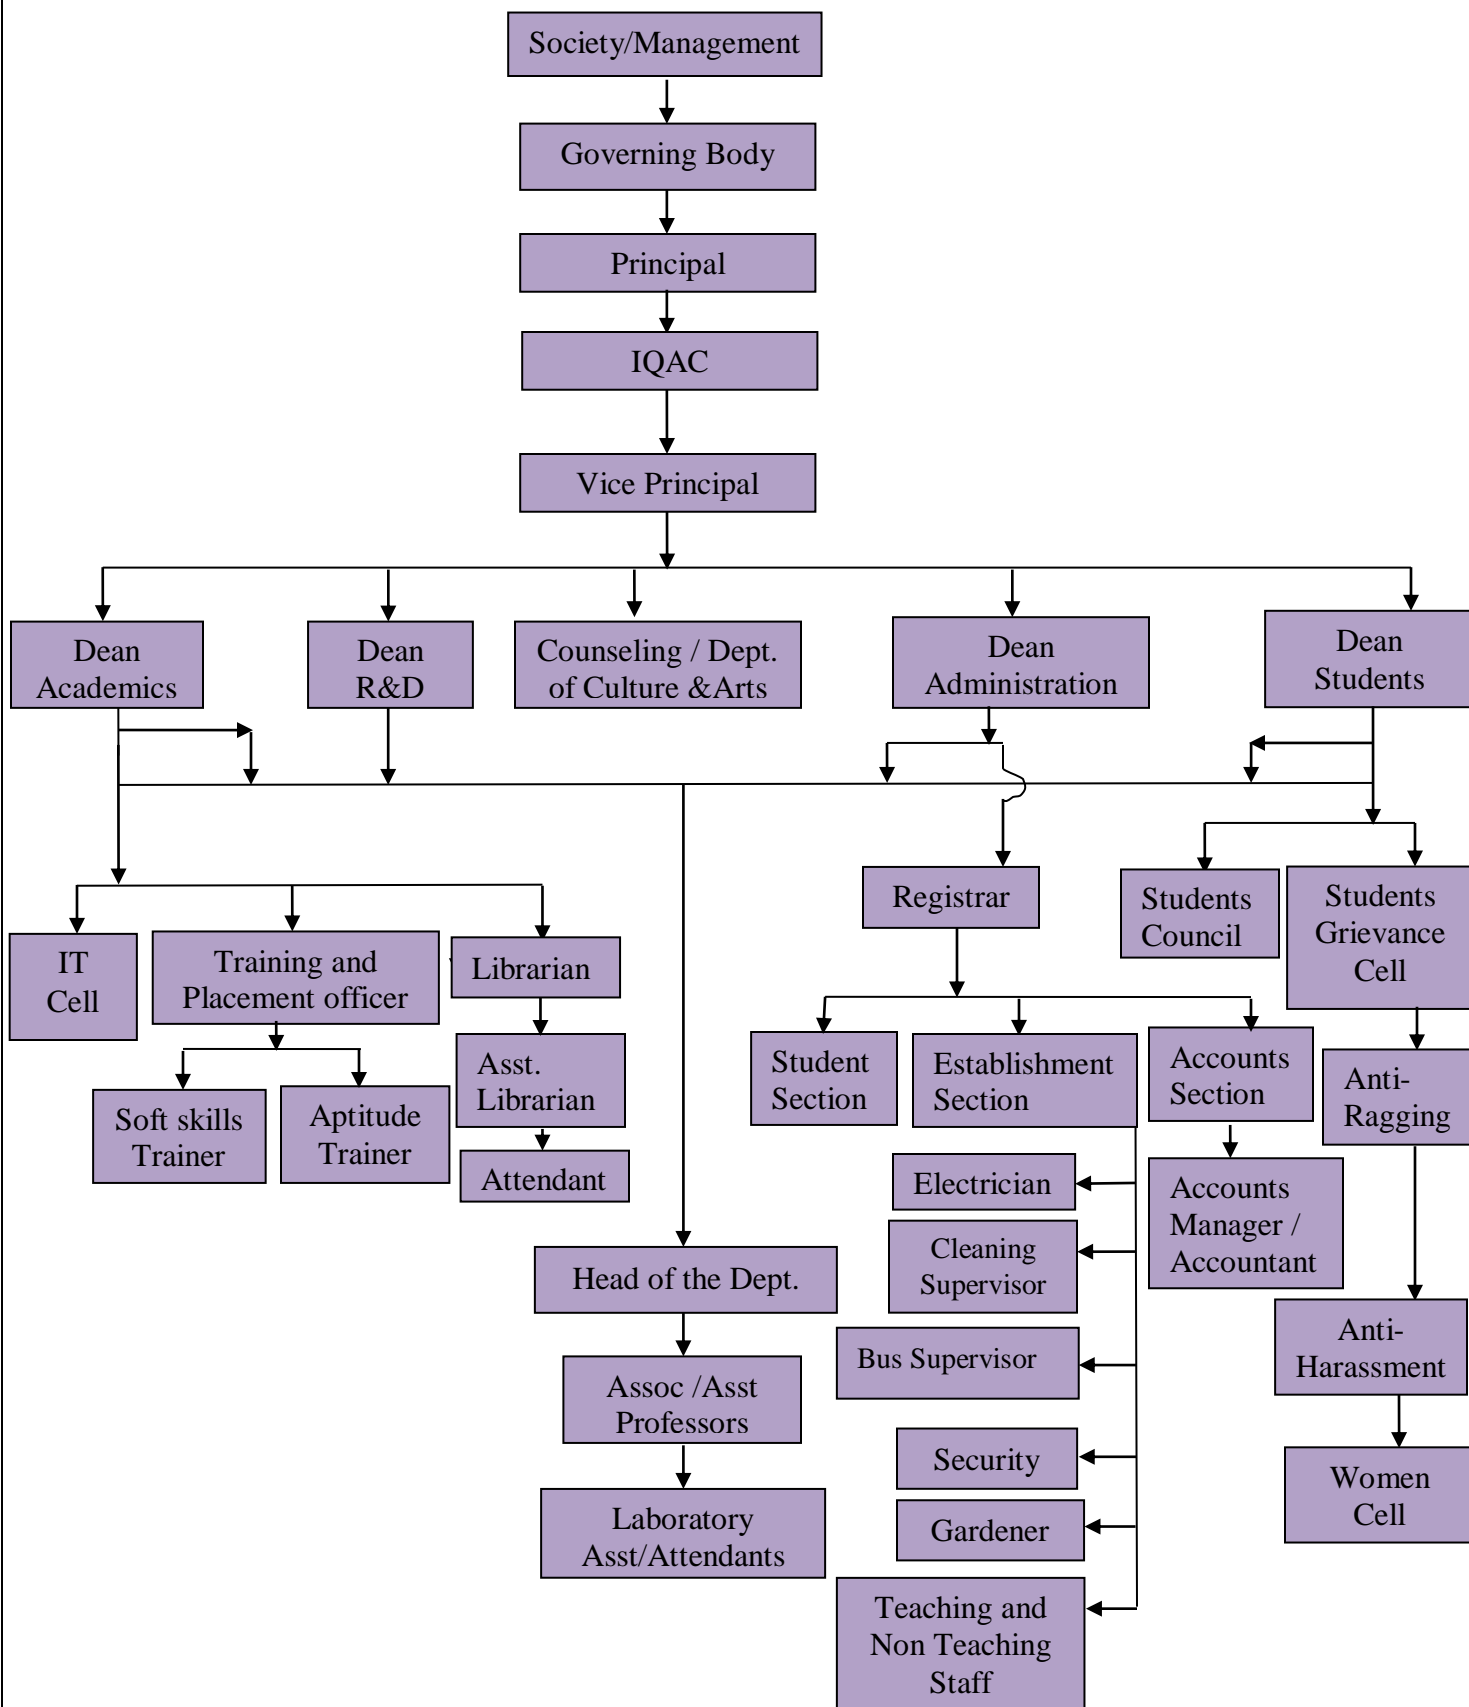 Society/Management
Governing Body
Principal
IQAC
Vice Principal
Dean
Academics
Dean
R&D
Counseling / Dept.
of Culture &Arts
Dean
Administration
Dean
Students
Registrar
Students
Council
Students
Grievance
Cell
IT
Cell
Training and
Placement officer
Librarian
Student
Section
Establishment
Section
Accounts
Section
Anti-
Ragging
Soft skills
Trainer
Aptitude
Trainer
Asst.
Librarian
Attendant
Electrician
Accounts
Manager /
Accountant
Cleaning
Supervisor
Head of the Dept.
Bus Supervisor
Anti-
Harassment
Assoc /Asst
Professors
Security
Women
Cell
Laboratory
Asst/Attendants
Gardener
Teaching and
Non Teaching
Staff